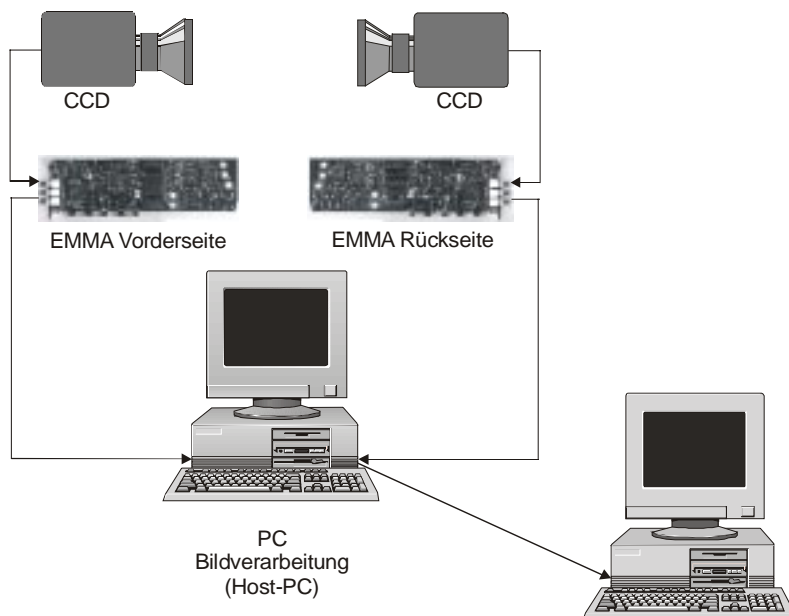 CCD
CCD
EMMA Vorderseite
EMMA Rückseite
PC
Bildverarbeitung
(Host-PC)